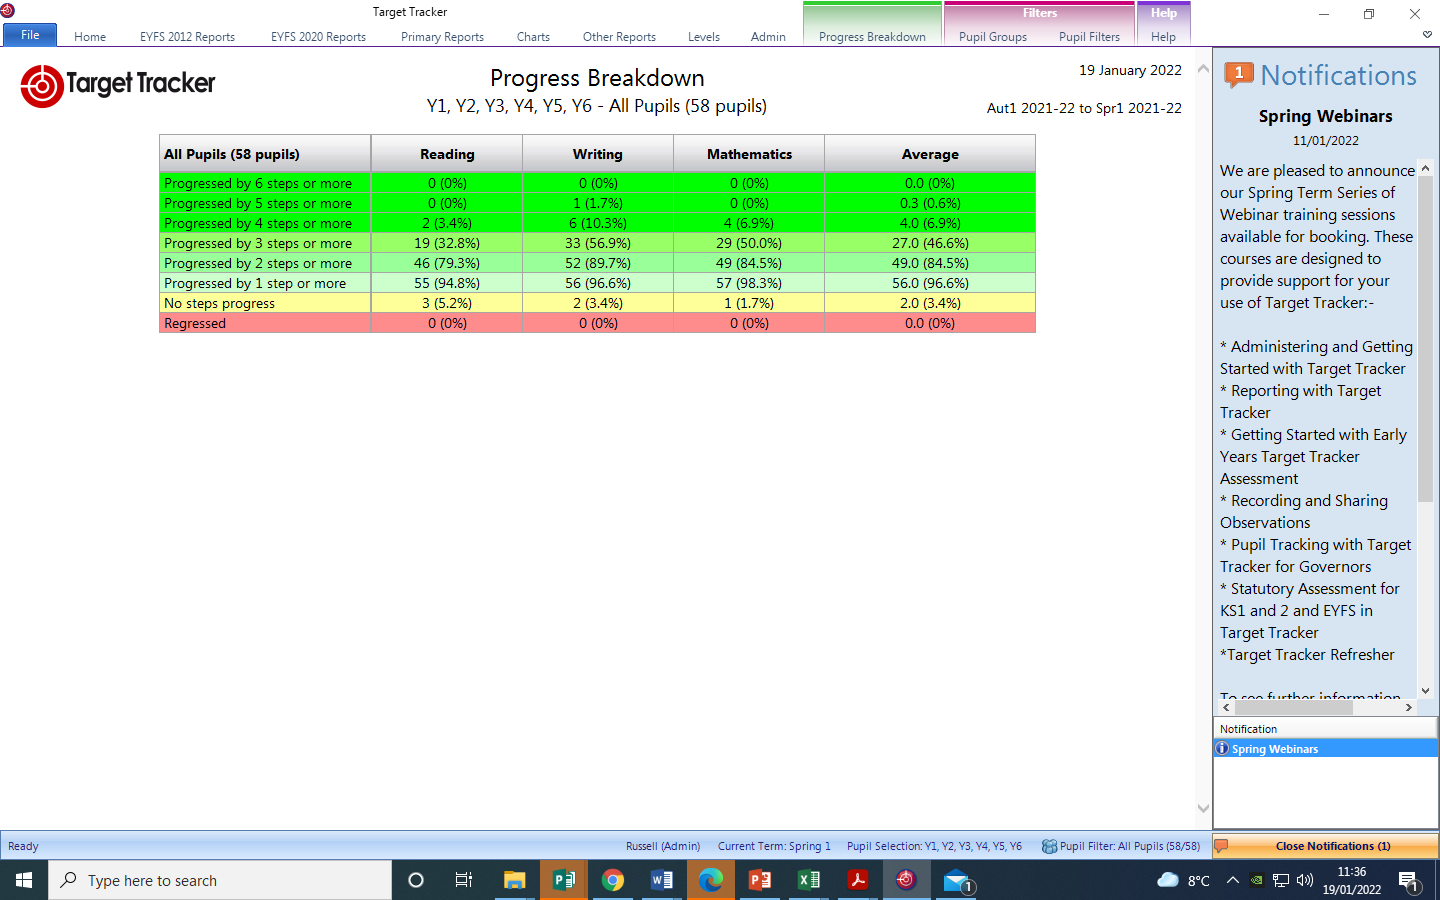 Target Tracker
Filters
Help
File
Home
EYFS 2012 Reports
EYFS 2020 Reports
Primary Reports
Charts
Other Reports
Levels
Admin
Progress Breakdown
Pupil Groups
Pupil Filters
Help
Target Tracker
Progress Breakdown
Y1, Y2, Y3, Y4, Y5, Y6 - All Pupils (58 pupils)
19 January 2022
Aut1 2021-22 to Spr1 2021-22
All Pupils (58 pupils) Reading Writing Mathematics Average
Progressed by 6 steps or more 0 (0%) 0 (0%) 0 (0%) 0.0 (0%)
Progressed by 5 steps or more 0 (0%) 1 (1.7%) 0 (0%) 0.3 (0.6%)
Progressed by 4 steps or more 2 (3.4%) 6 (10.3%) 4 (6.9%) 4.0 (6.9%)
Progressed by 3 steps or more 19 (32.8%) 33 (56.9%) 29 (50.0%) 27.0 (46.6%)
Progressed by 2 steps or more 46 (79.3%) 52 (89.7%) 49 (84.5%) 49.0 (84.5%)
Progressed by 1 step or more 55 (94.8%) 56 (96.6%) 57 (98.3%) 56.0 (96.6%)
No steps progress 3 (5.2%) 2 (3.4%) 1 (1.7%) 2.0 (3.4%)
Regressed 0 (0%) 0 (0%) 0 (0%) 0.0 (0%)
1 Notifications
Spring Webinars
11/01/2022
We are pleased to announce
our Spring Term Series of
Webinar training sessions
available for booking. These
courses are designed to
provide support for your
use of Target Tracker:-
* Administering and Getting
Started with Target Tracker
* Reporting with Target
Tracker
* Getting Started with Early
Years Target Tracker
Assessment
* Recording and Sharing
Observations
* Pupil Tracking with Target
Tracker for Governors
* Statutory Assessment for
KS1 and 2 and EYFS in
Target Tracker
*Target Tracker Refresher
To see further information
Notification
Spring Webinars
Ready
Russell (Admin)
Current Term: Spring 1
Pupil Selection: Y1, Y2, Y3, Y4, Y5, Y6
Pupil Filter: All Pupils (58/58)
Close Notifications (1)
Type here to search
1
8°C
11:36
19/01/2022
1